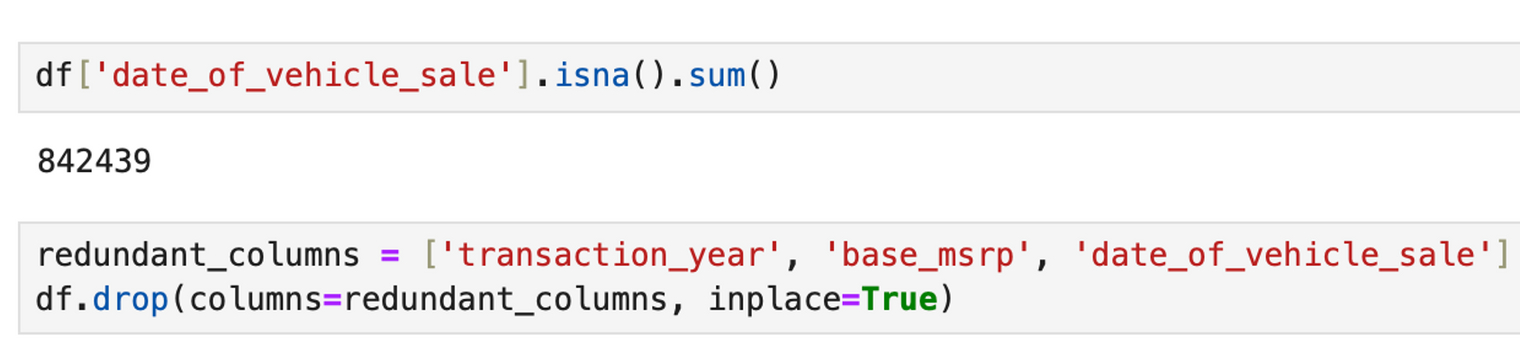 df['date_of_vehicle_sale'].isna().sum()
842439
redundant_columns = ['transaction_year', 'base_msrp', 'date_of_vehicle_sale']
df.drop(columns=redundant_columns, inplace=True)